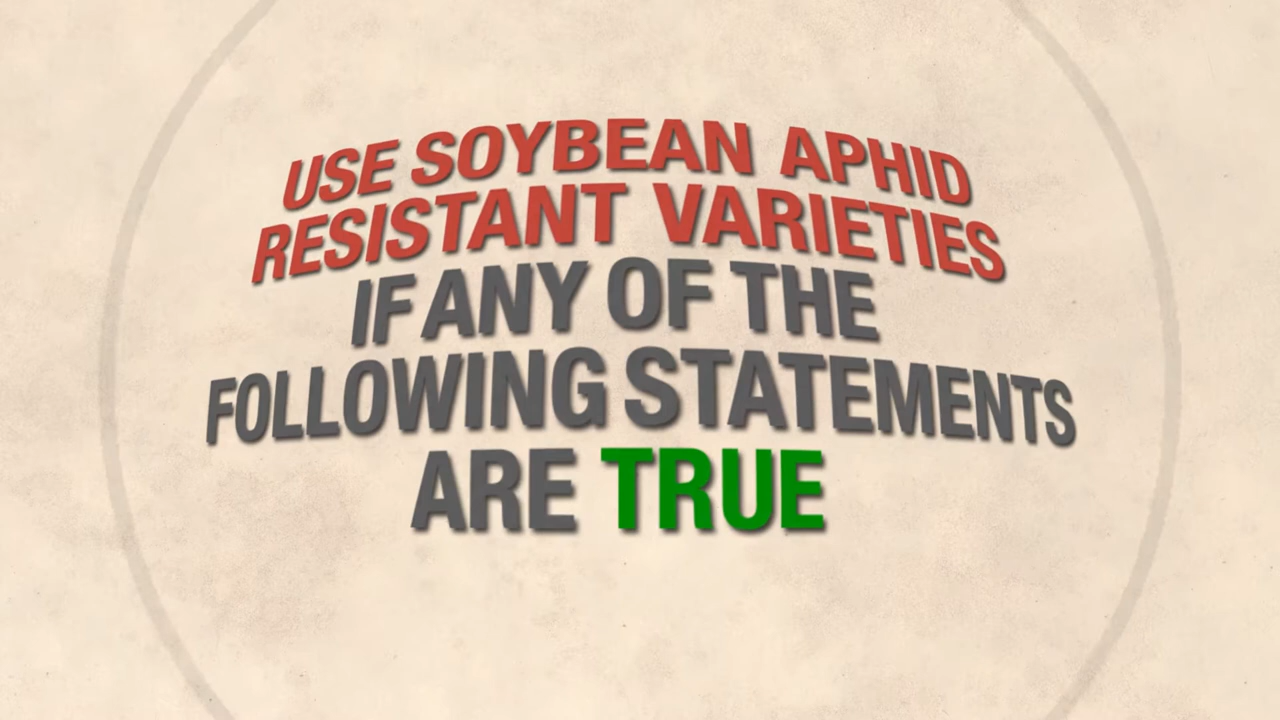 USE SOYBEAN APHID
RESISTANT VARIETIES
IF ANY OF THE
FOLLOWING STATEMENTS
ARE TRUE